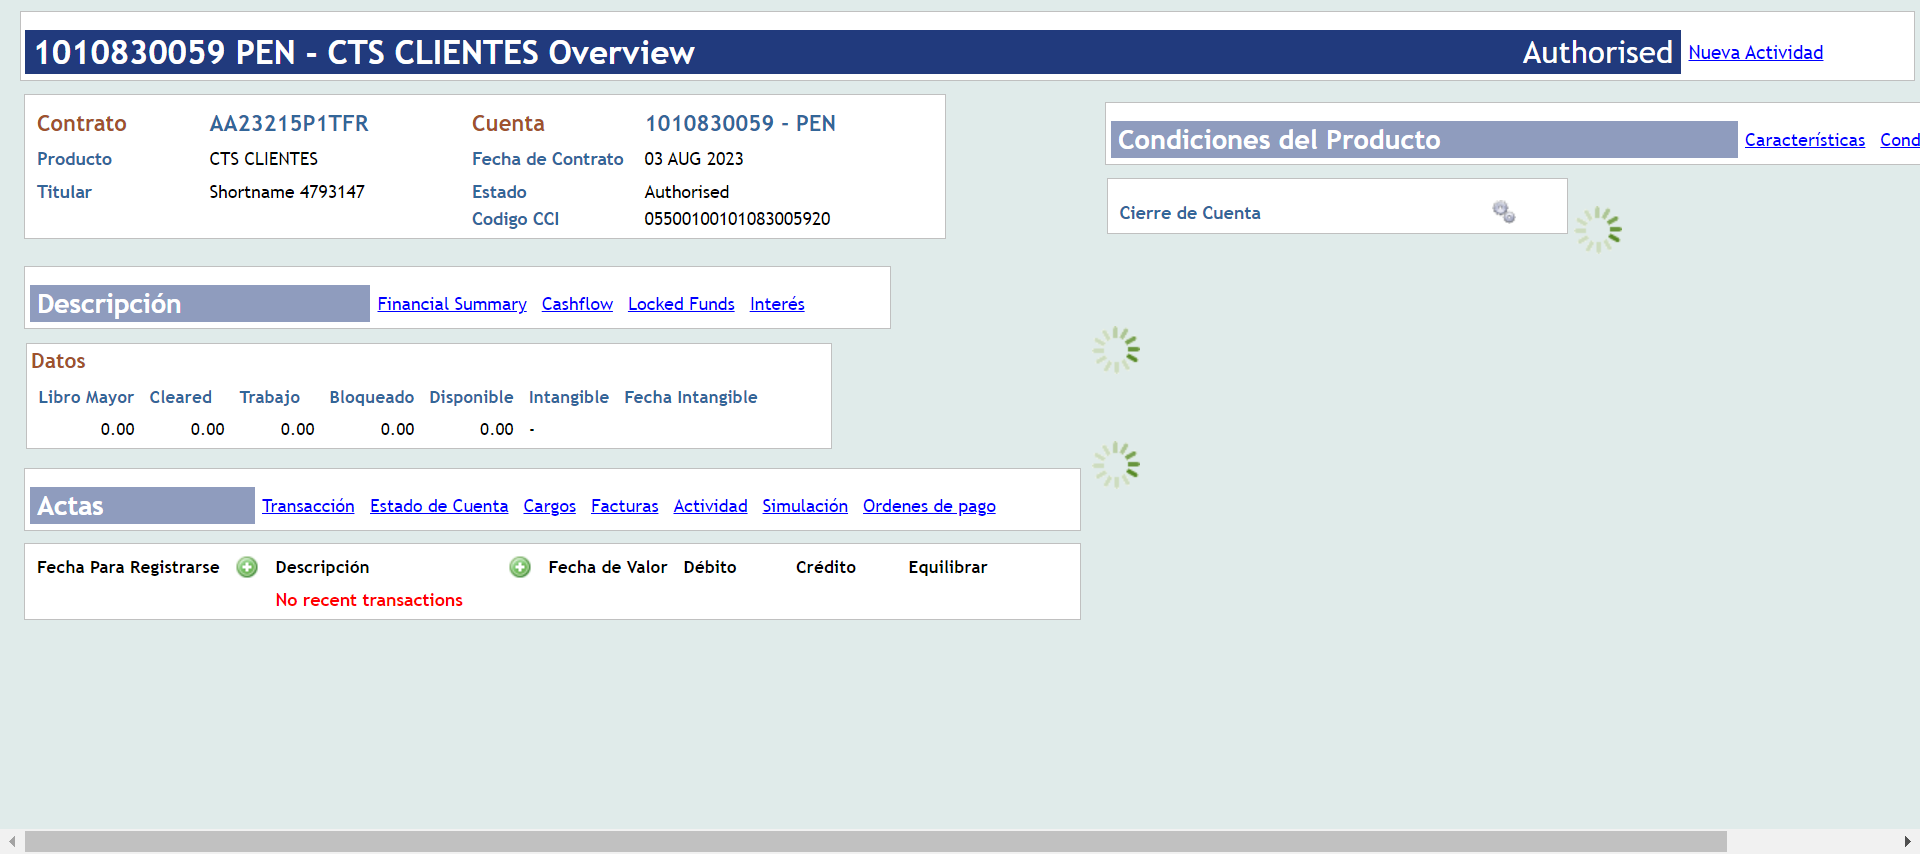 1010830059 PEN - CTS CLIENTES Overview Authorised Nueva Actividad
Contrato AA23215P1TFR Cuenta 1010830059 - PEN
Producto CTS CLIENTES Fecha de Contrato 03 AUG 2023
Titular Shortname 4793147 Estado Authorised
Codigo CCI 05500100101083005920
Condiciones del Producto Características Cond
Cierre de Cuenta
Descripción Financial Summary Cashflow Locked Funds Interés
Datos
Libro Mayor Cleared Trabajo Bloqueado Disponible Intangible Fecha Intangible
0.00 0.00 0.00 0.00 0.00 -
Actas Transacción Estado de Cuenta Cargos Facturas Actividad Simulación Ordenes de pago
Fecha Para Registrarse Descripción Fecha de Valor Débito Crédito Equilibrar
No recent transactions